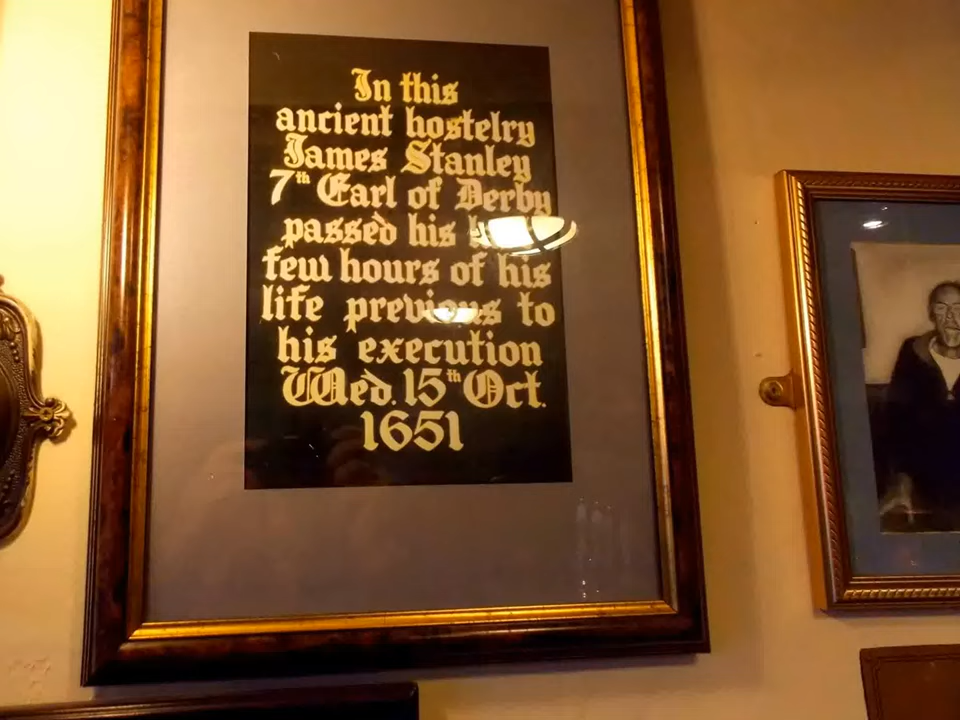 In this
ancient hostelry
James Stanley
7th Earl of Derby
passed his
few hours of his
life previous to
his execution
Wed. 15th Oct.
1651